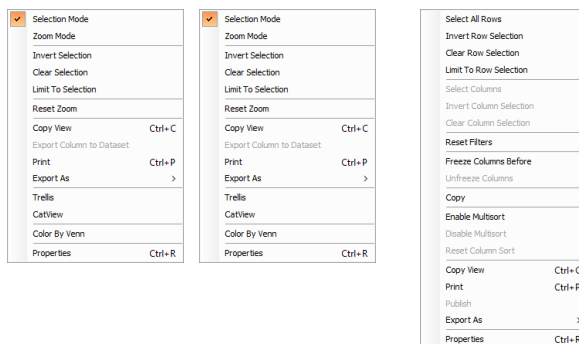 Selection Mode
Zoom Mode
Invert Selection
Clear Selection
Limit To Selection
Reset Zoom
Copy View Ctrl+C
Export Column to Dataset
Print Ctrl+P
Export As >
Trellis
CatView
Color By Venn
Properties Ctrl+R
Selection Mode
Zoom Mode
Invert Selection
Clear Selection
Limit To Selection
Reset Zoom
Copy View Ctrl+C
Export Column to Dataset
Print Ctrl+P
Export As >
Trellis
CatView
Color By Venn
Properties Ctrl+R
Select All Rows
Invert Row Selection
Clear Row Selection
Limit To Row Selection
Select Columns
Invert Column Selection
Clear Column Selection
Reset Filters
Freeze Columns Before
Unfreeze Columns
Copy
Enable Multisort
Disable Multisort
Reset Column Sort
Copy View Ctrl+C
Print Ctrl+P
Publish
Export As >
Properties Ctrl+R